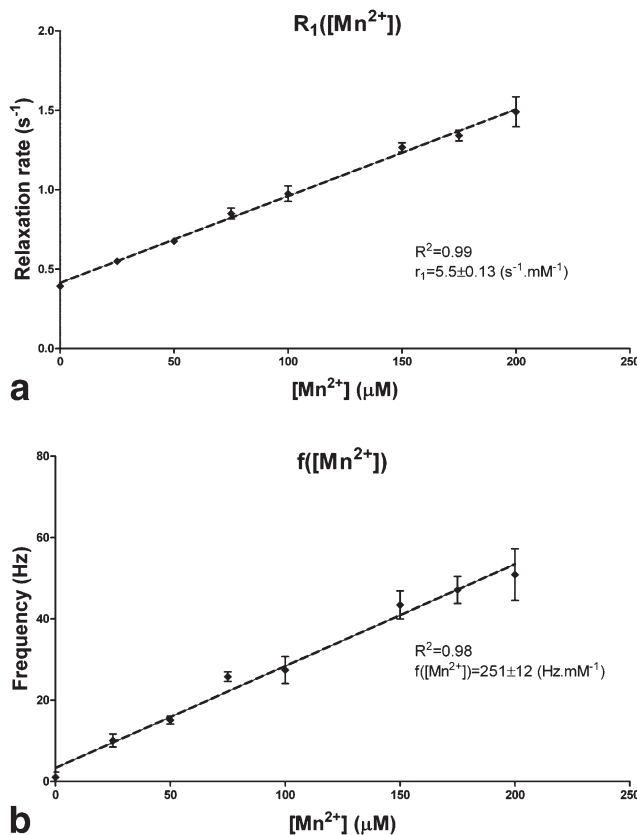 R₁([Mn²⁺])
2.0
1.5
1.0
0.5
0.0
Relaxation rate (s⁻¹)
R²=0.99
r₁=5.5±0.13 (s⁻¹.mM⁻¹)
0 50 100 150 200 250
[Mn²⁺] (μM)
a
f([Mn²⁺])
80
60
40
20
0
Frequency (Hz)
R²=0.98
f([Mn²⁺])=251±12 (Hz.mM⁻¹)
0 50 100 150 200 250
[Mn²⁺] (μM)
b